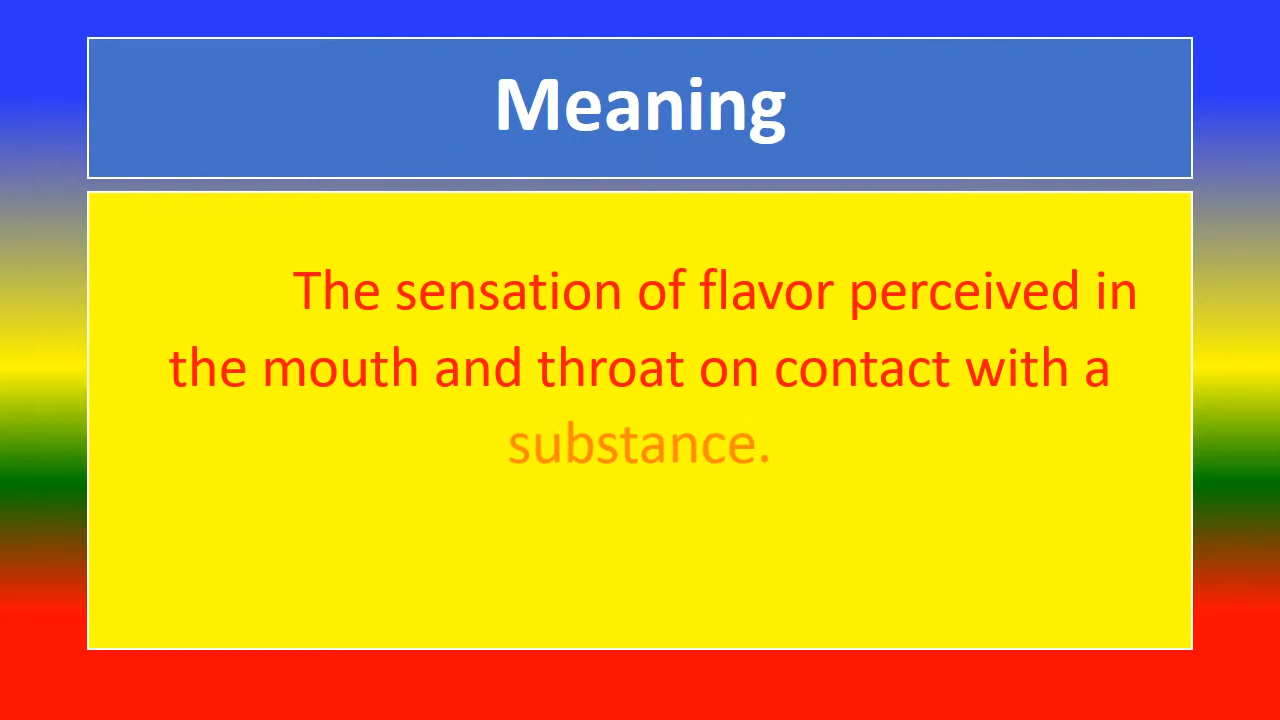 Meaning
The sensation of flavor perceived in
the mouth and throat on contact with a
substance.